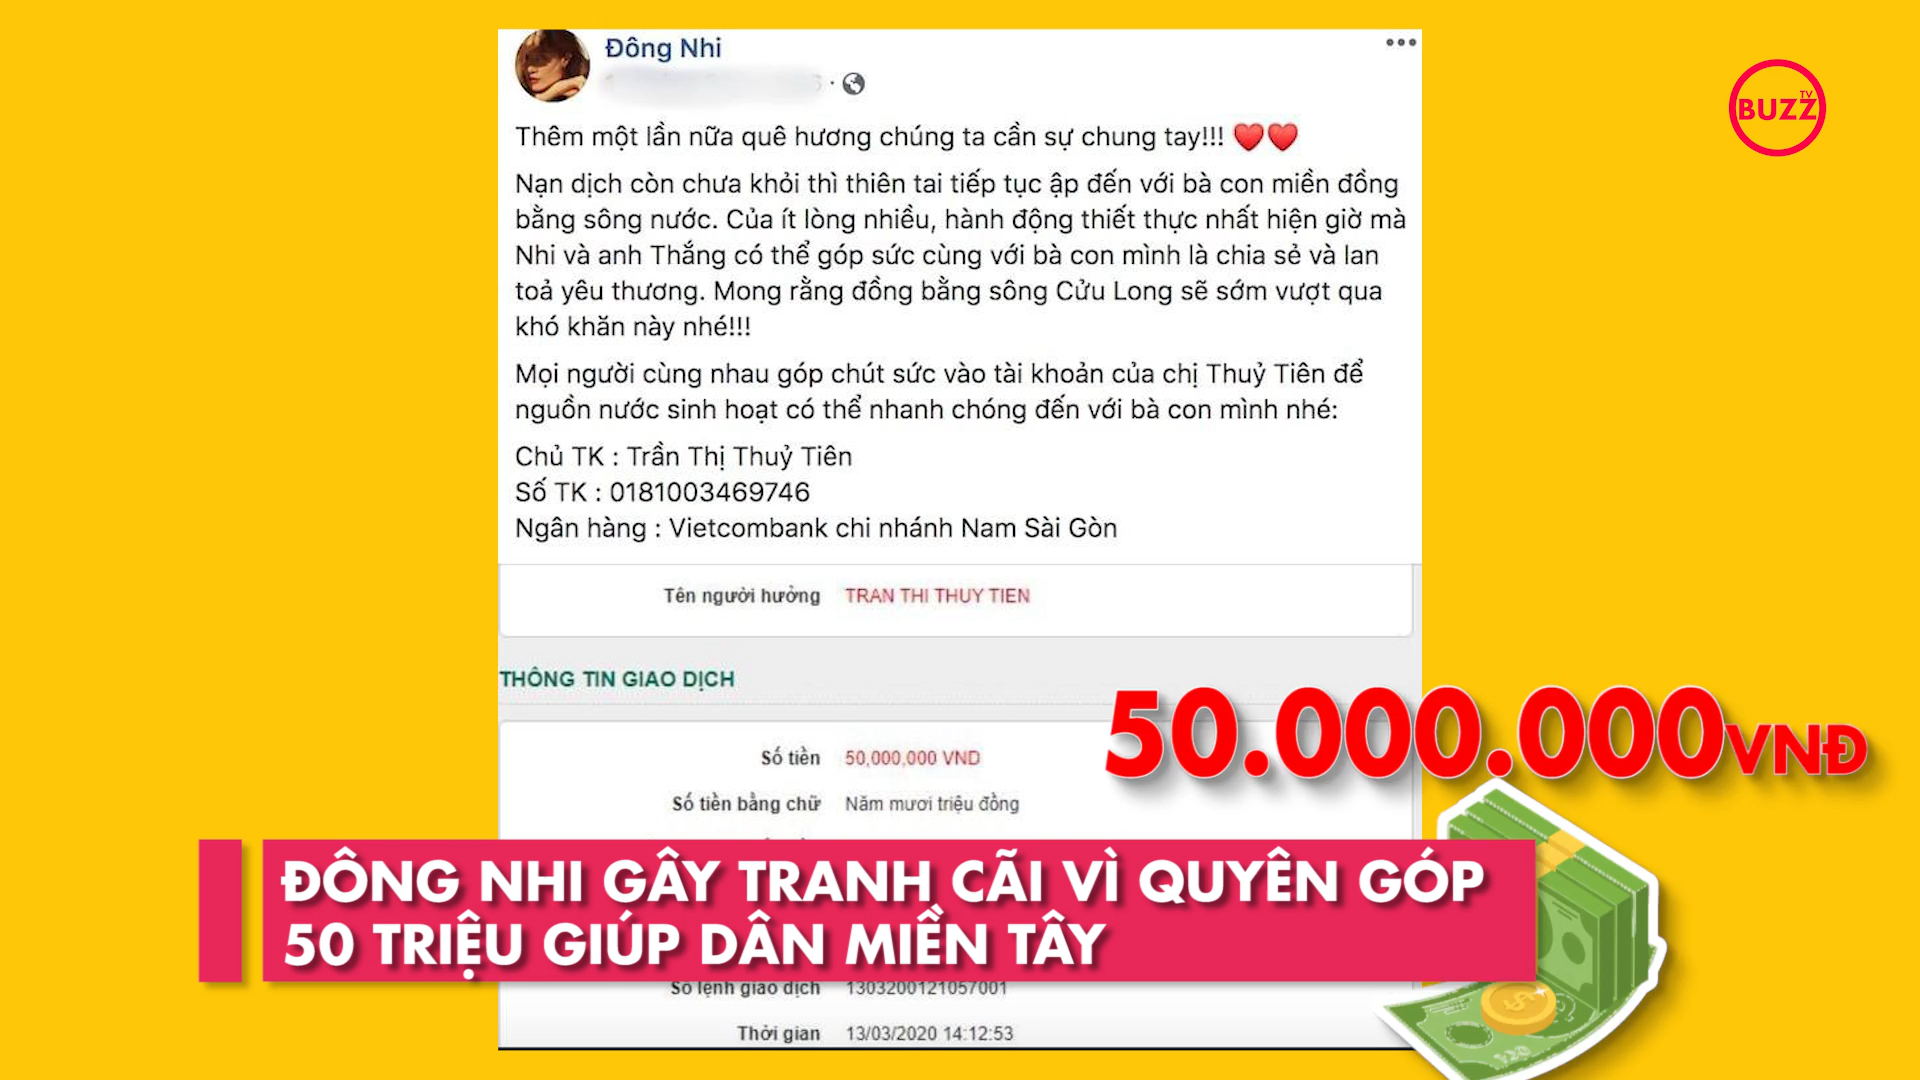 Đông Nhi
BUZZ TV
Thêm một lần nữa quê hương chúng ta cần sự chung tay!!! ❤️❤️
Nạn dịch còn chưa khỏi thì thiên tai tiếp tục ập đến với bà con miền đồng
bằng sông nước. Của ít lòng nhiều, hành động thiết thực nhất hiện giờ mà
Nhi và anh Thắng có thể góp sức cùng với bà con mình là chia sẻ và lan
toả yêu thương. Mong rằng đồng bằng sông Cửu Long sẽ sớm vượt qua
khó khăn này nhé!!!
Mọi người cùng nhau góp chút sức vào tài khoản của chị Thuỷ Tiên để
nguồn nước sinh hoạt có thể nhanh chóng đến với bà con mình nhé:
Chủ TK : Trần Thị Thuỷ Tiên
Số TK : 0181003469746
Ngân hàng : Vietcombank chi nhánh Nam Sài Gòn
Tên người hưởng TRAN THI THUY TIEN
THÔNG TIN GIAO DỊCH
50.000.000VNĐ
Số tiền 50,000,000 VND
Số tiền bằng chữ Năm mươi triệu đồng
ĐÔNG NHI GÂY TRANH CÃI VÌ QUYÊN GÓP
50 TRIỆU GIÚP DÂN MIỀN TÂY
Số lệnh giao dịch 1303200121057001
Thời gian 13/03/2020 14:12:53